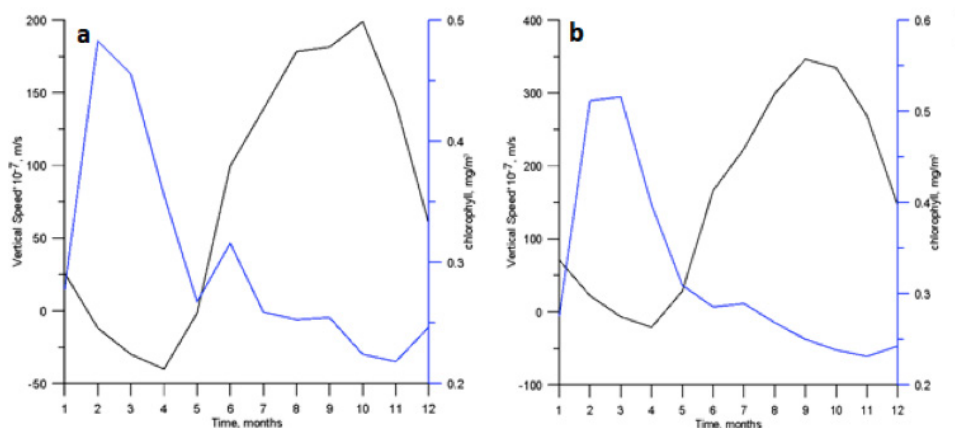 a
200
150
100
50
0
-50
Vertical Speed*10-7, m/s
0.5
0.4
0.3
0.2
chlorophyll, mg/m3
1 2 3 4 5 6 7 8 9 10 11 12
Time, months
b
400
300
200
100
0
-100
Vertical Speed*10-7, m/s
0.6
0.5
0.4
0.3
0.2
chlorophyll, mg/m3
1 2 3 4 5 6 7 8 9 10 11 12
Time, months